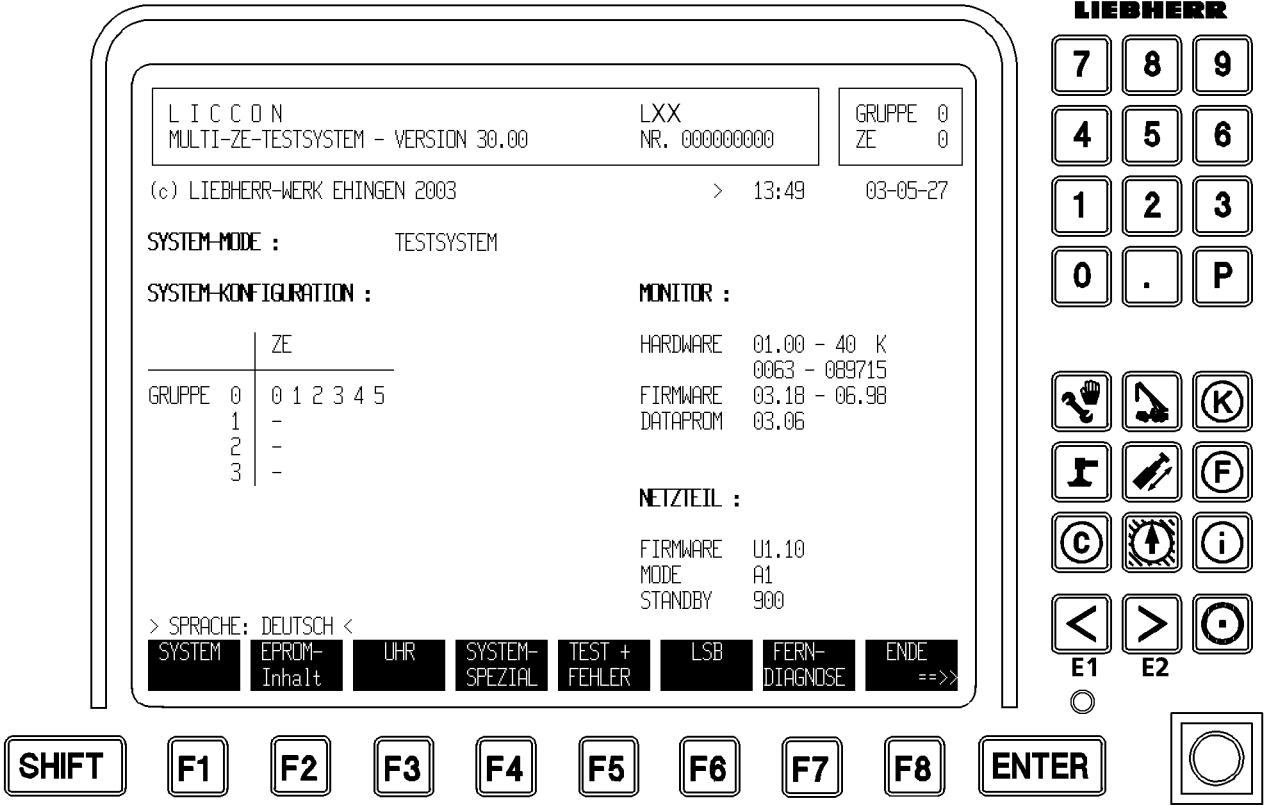 LIEBHERR
7 8 9
L I C C O N LXX GRUPPE 0
MULTI-ZE-TESTSYSTEM - VERSION 30.00 NR. 000000000 ZE 0
4 5 6
(c) LIEBHERR-WERK EHINGEN 2003 > 13:49 03-05-27
1 2 3
SYSTEM-MODE : TESTSYSTEM
0 . P
SYSTEM-KONFIGURATION : MONITOR :
ZE HARDWARE 01.00 - 40 K
0063 - 089715
GRUPPE 0 0 1 2 3 4 5 FIRMWARE 03.18 - 06.98
1 - DATAPROM 03.06
2 -
3 -
K
F
NETZTEIL :
C i
FIRMWARE U1.10
MODE A1
STANDBY 900
> SPRACHE: DEUTSCH <
< >
SYSTEM EPROM- UHR SYSTEM- TEST + LSB FERN- ENDE
Inhalt SPEZIAL FEHLER DIAGNOSE ==>>
E1 E2
SHIFT F1 F2 F3 F4 F5 F6 F7 F8 ENTER